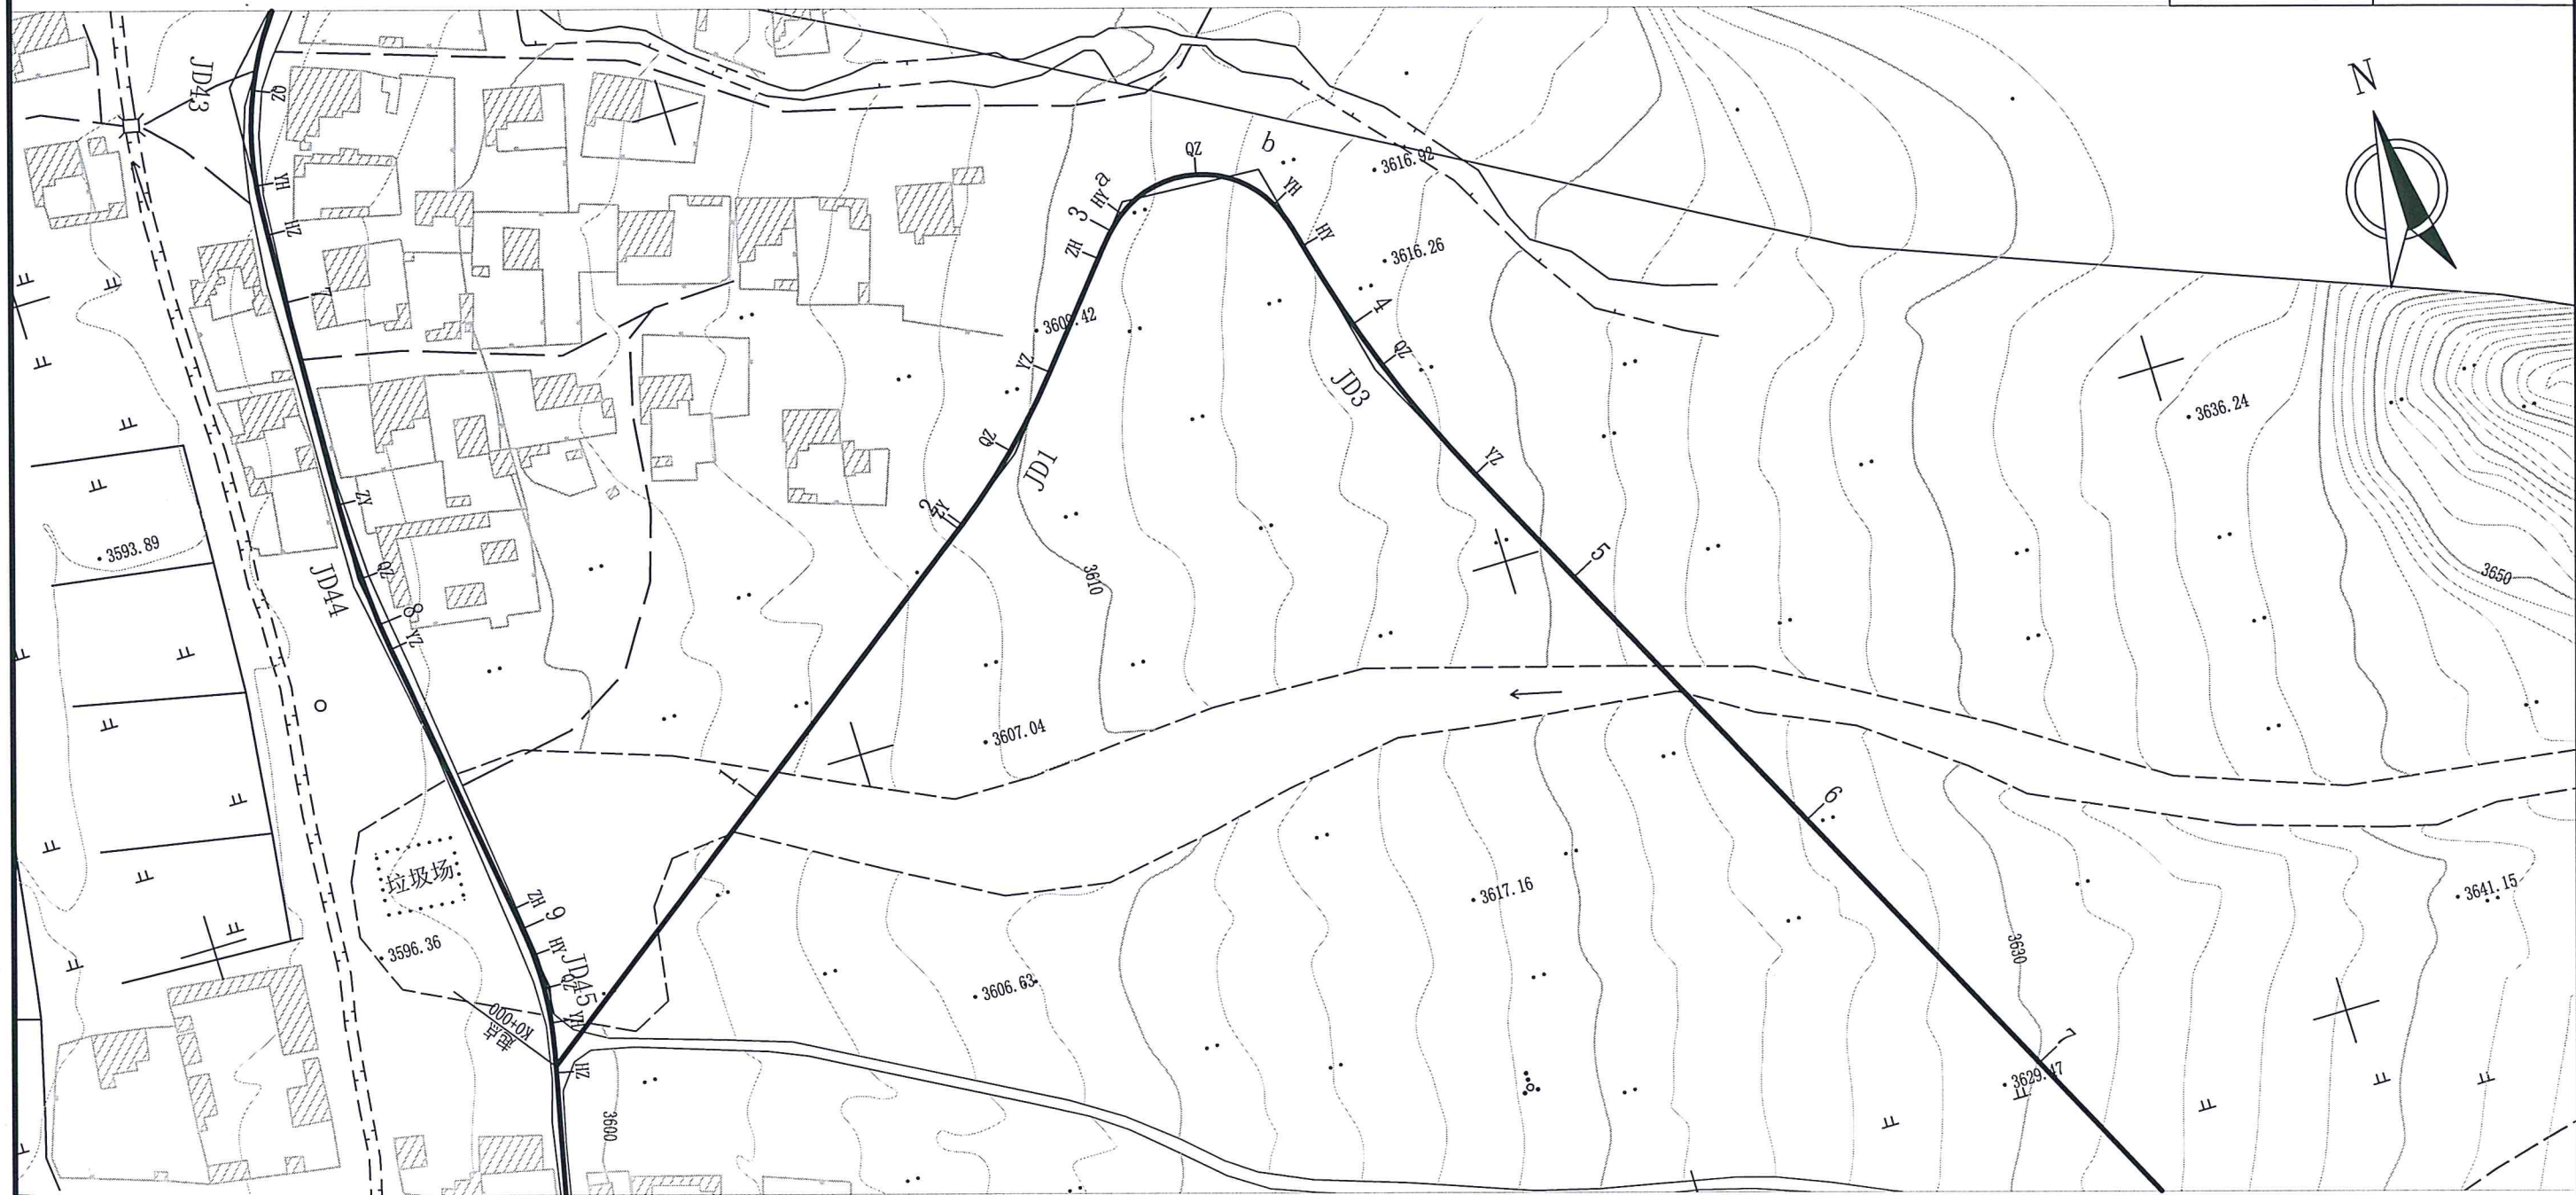 N
JD43
QZ
YH
HZ
7
ZY
JD44
QZ
8
YZ
ZH
9
HY
JD45
QZ
YH
HZ
起点
K0+000
1
2
ZY
QZ
JD1
YZ
ZH
3
HY
a
QZ
b
YH
HY
4
QZ
JD3
YZ
5
6
7
3616.92
3616.26
3609.42
3636.24
3593.89
3610
3650
3607.04
垃圾场
3596.36
3617.16
3641.15
3630
3606.63
3629.47
3600